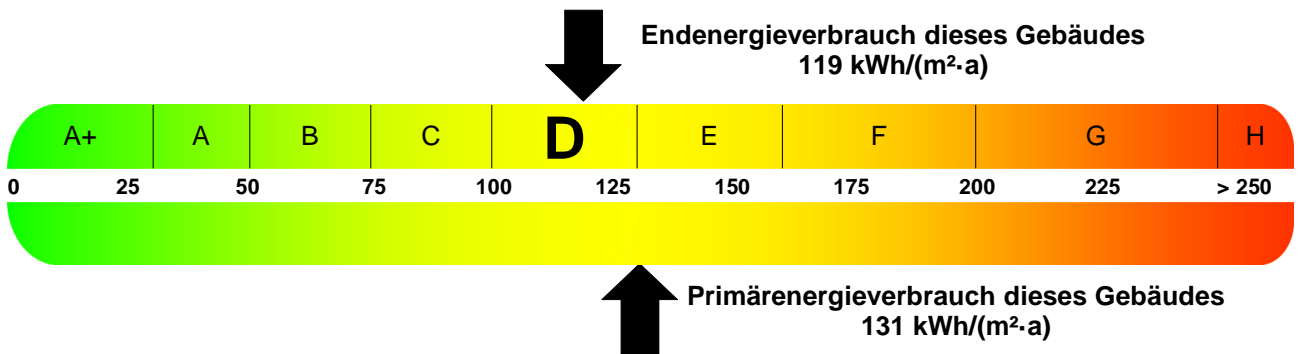 Endenergieverbrauch dieses Gebäudes
119 kWh/(m²·a)
A+ A B C D E F G H
0 25 50 75 100 125 150 175 200 225 > 250
Primärenergieverbrauch dieses Gebäudes
131 kWh/(m²·a)